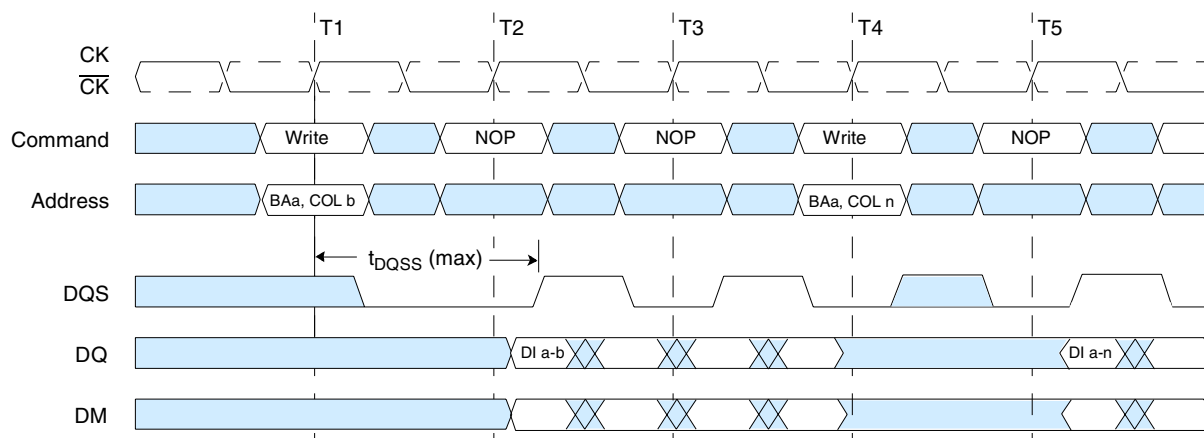 T1 T2 T3 T4 T5
CK
C̅K̅
Command Write NOP NOP Write NOP
Address BAa, COL b BAa, COL n
tDQSS (max)
DQS
DQ DI a-b DI a-n
DM